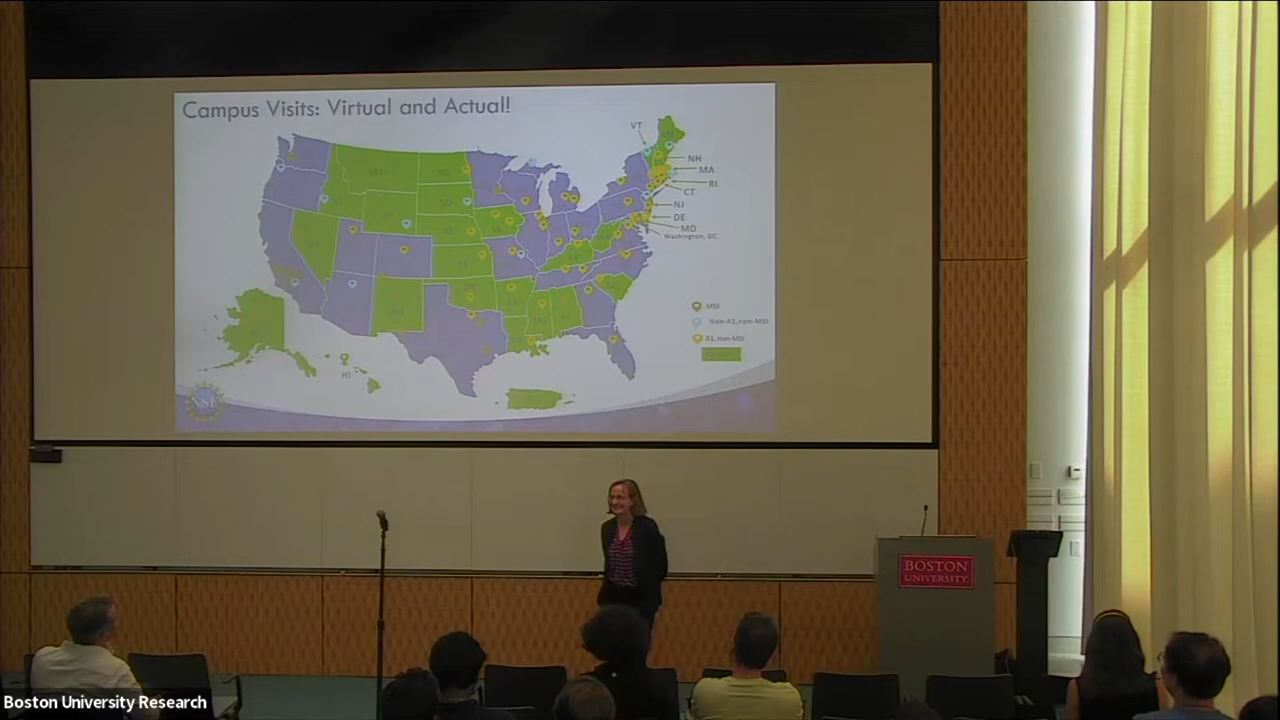 Campus Visits: Virtual and Actual!
VT
NH
MA
RI
CT
NJ
DE
MD
Washington, DC
HI
MSI
Non-R1, non-MSI
R1, non-MSI
NSF
BOSTON
UNIVERSITY
Boston University Research